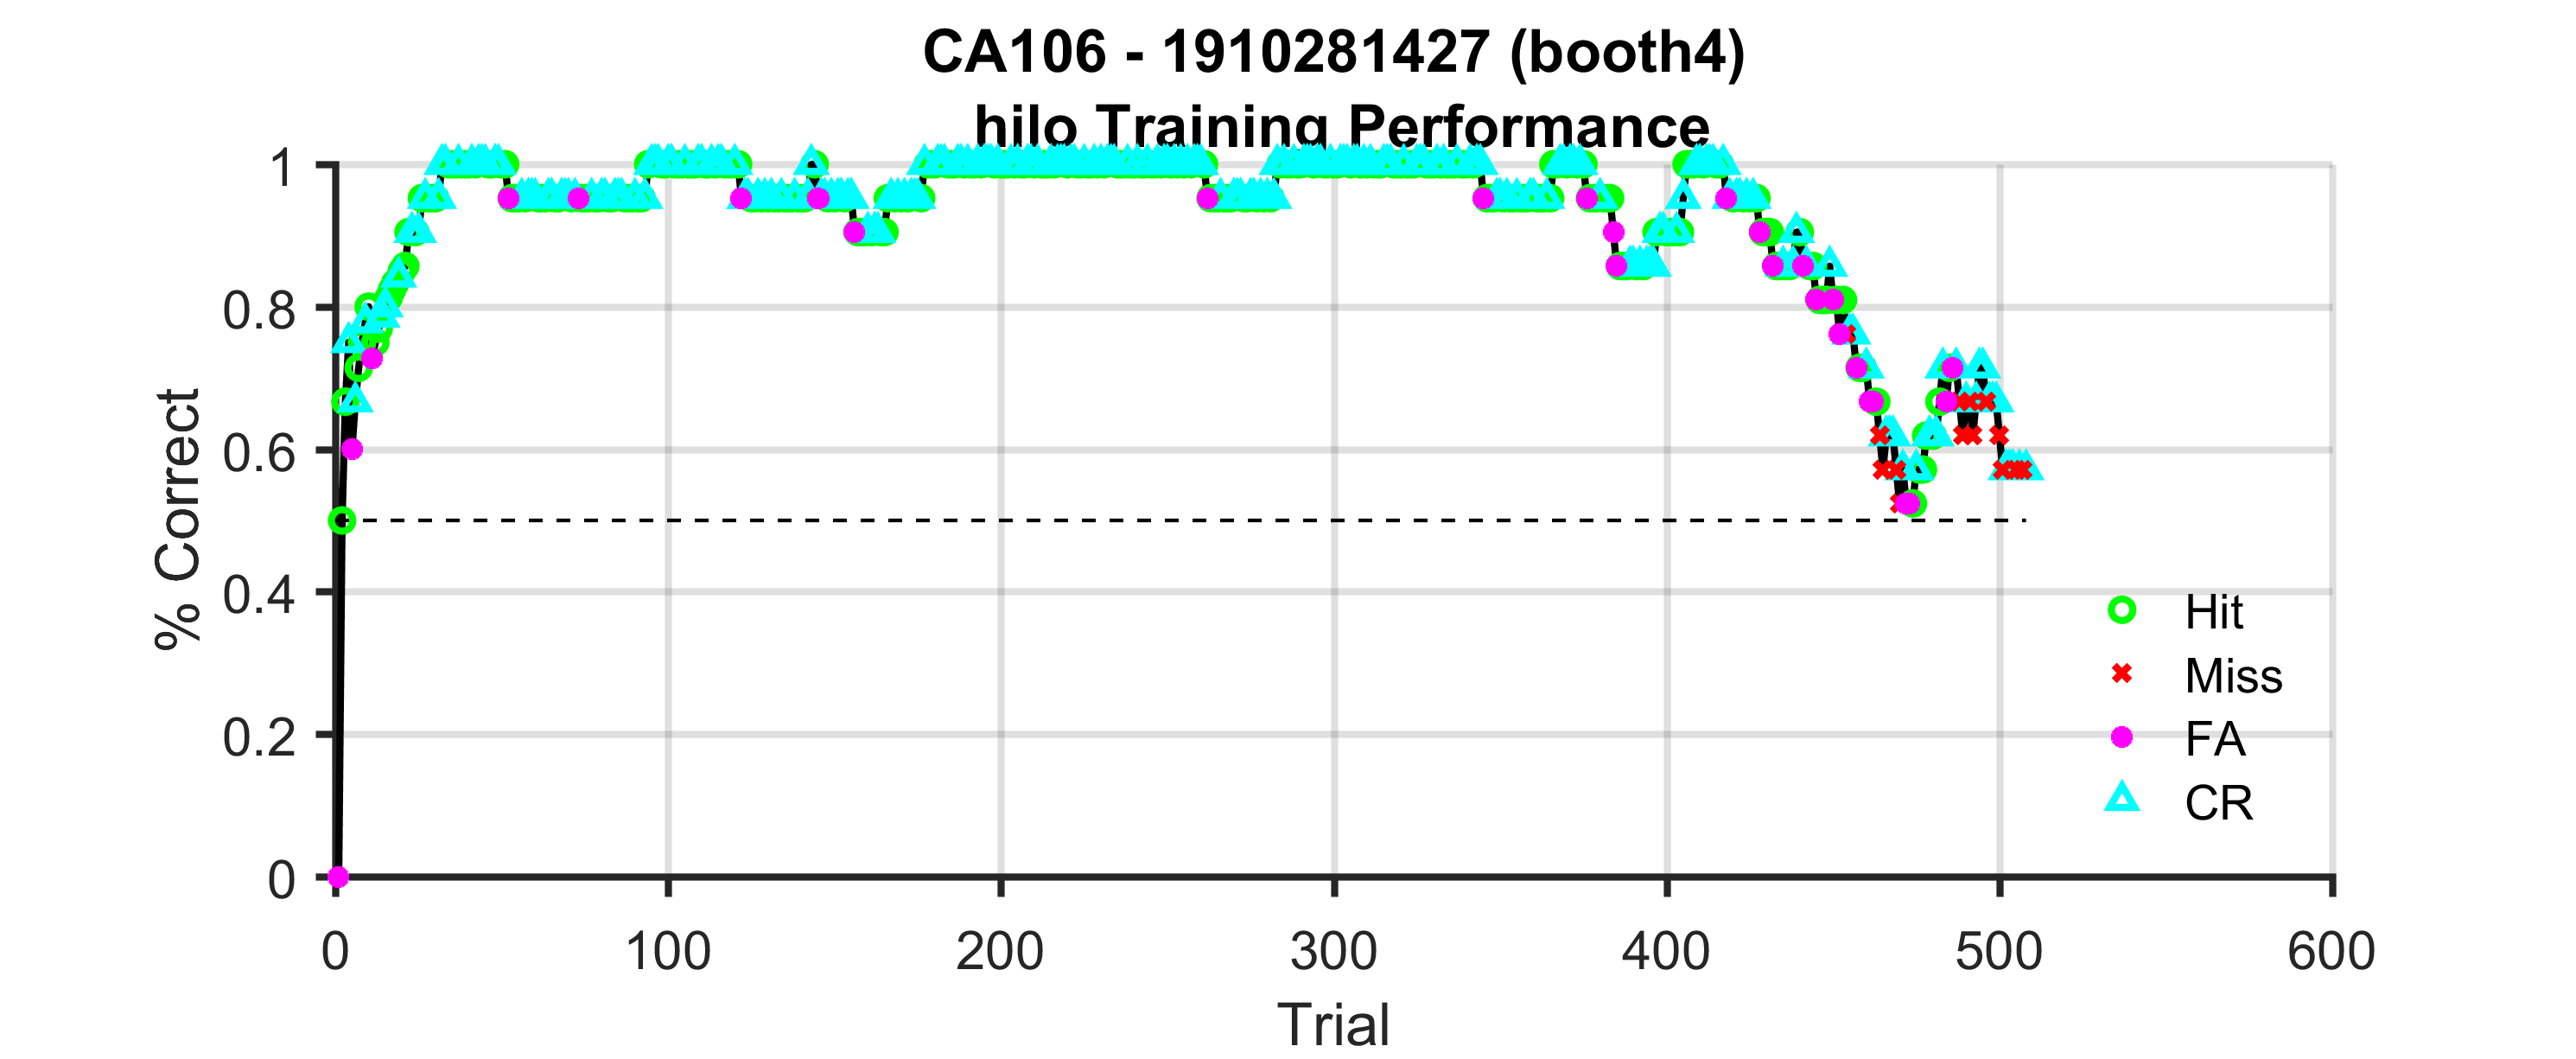 CA106 - 1910281427 (booth4)
hilo Training Performance
1
0.8
0.6
0.4
0.2
0
% Correct
Hit
Miss
FA
CR
0 100 200 300 400 500 600
Trial